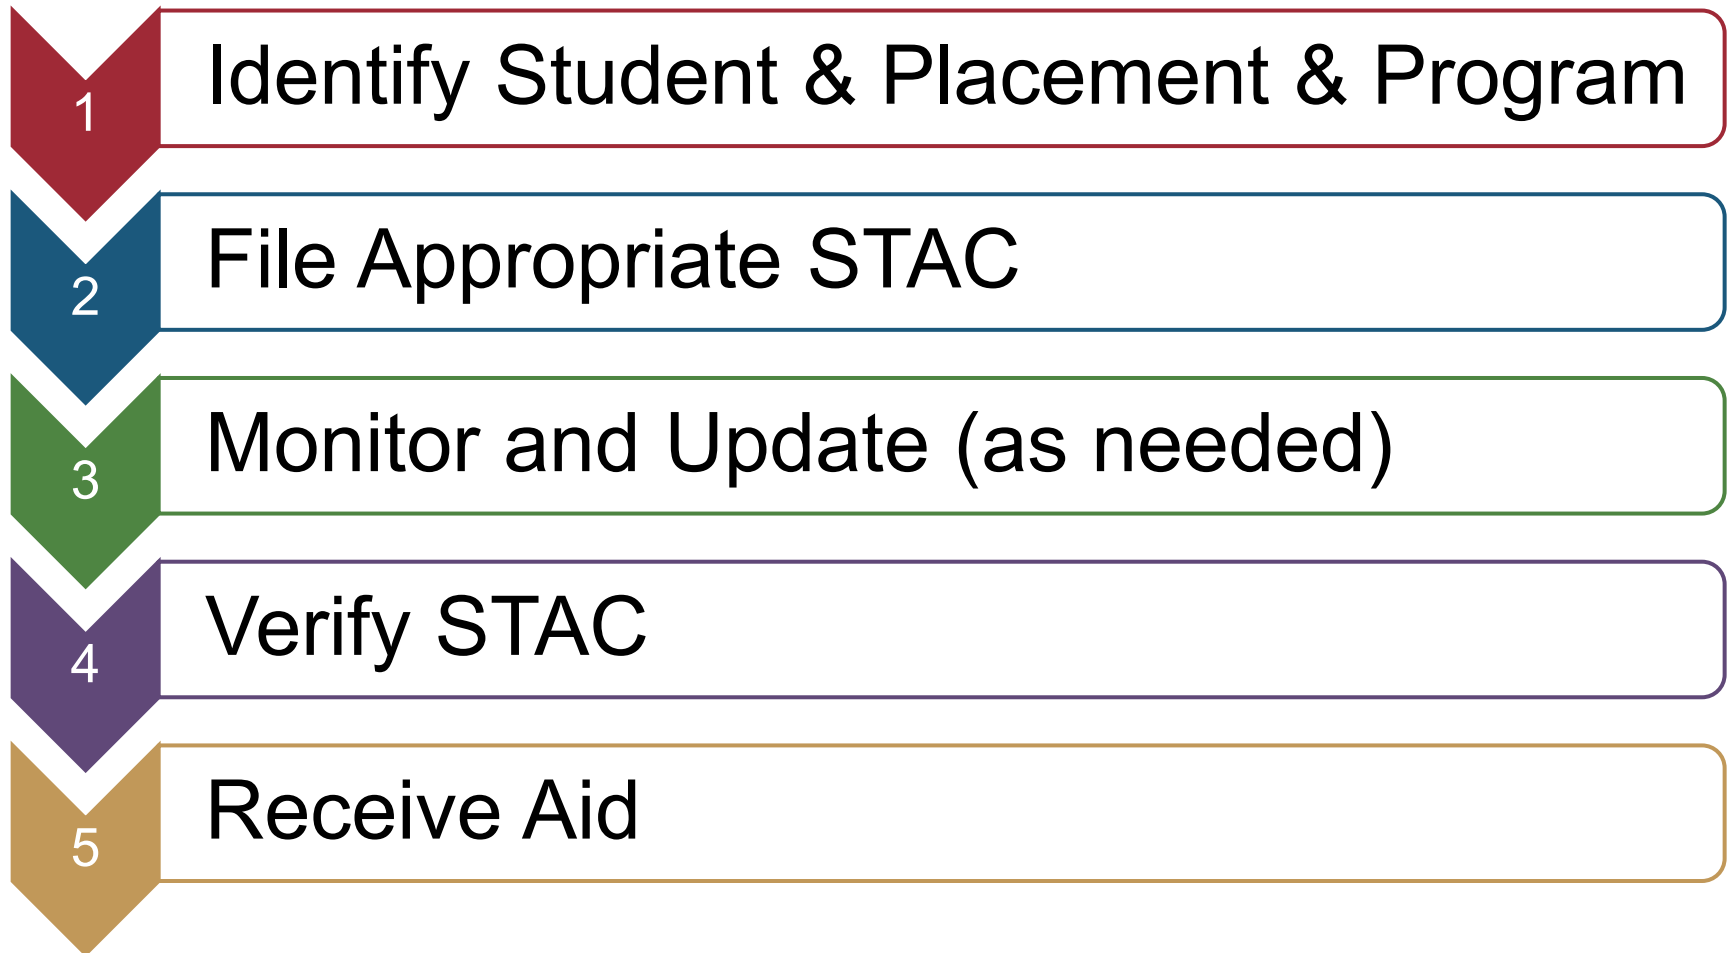 1
Identify Student & Placement & Program
2
File Appropriate STAC
3
Monitor and Update (as needed)
4
Verify STAC
5
Receive Aid